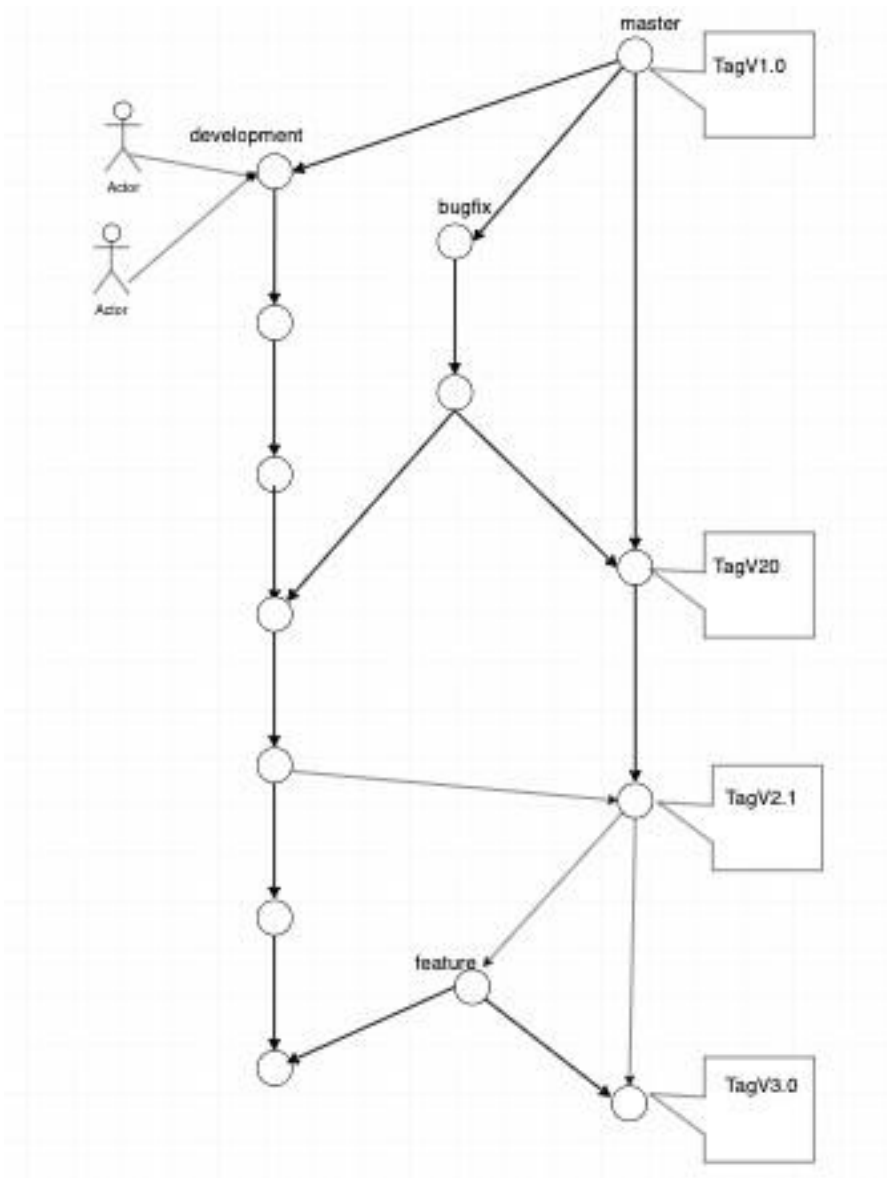 master
TagV1.0
development
Actor
bugfix
Actor
TagV20
TagV2.1
feature
TagV3.0